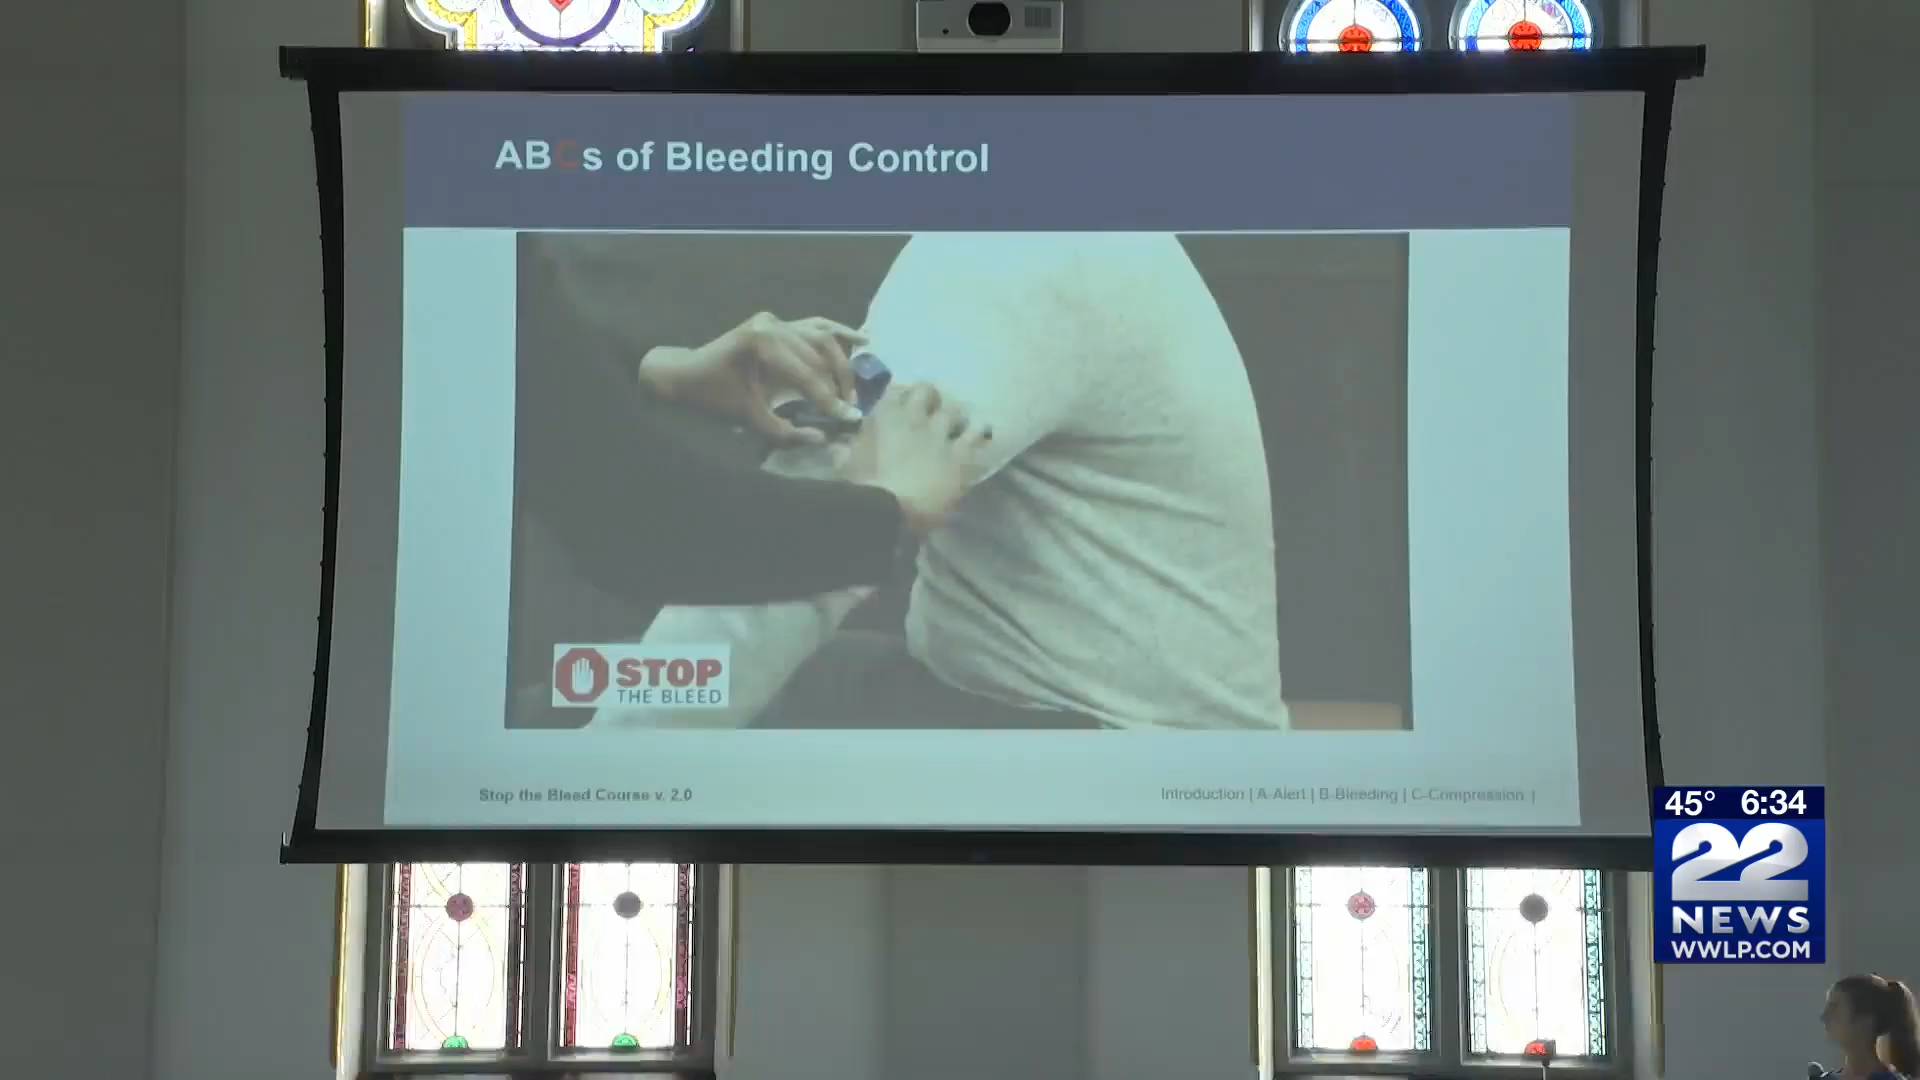 ABCs of Bleeding Control
STOP
THE BLEED
Stop the Bleed Course v. 2.0
Introduction | A-Alert | B-Bleeding | C-Compression |
45° 6:34
22
NEWS
WWLP.COM